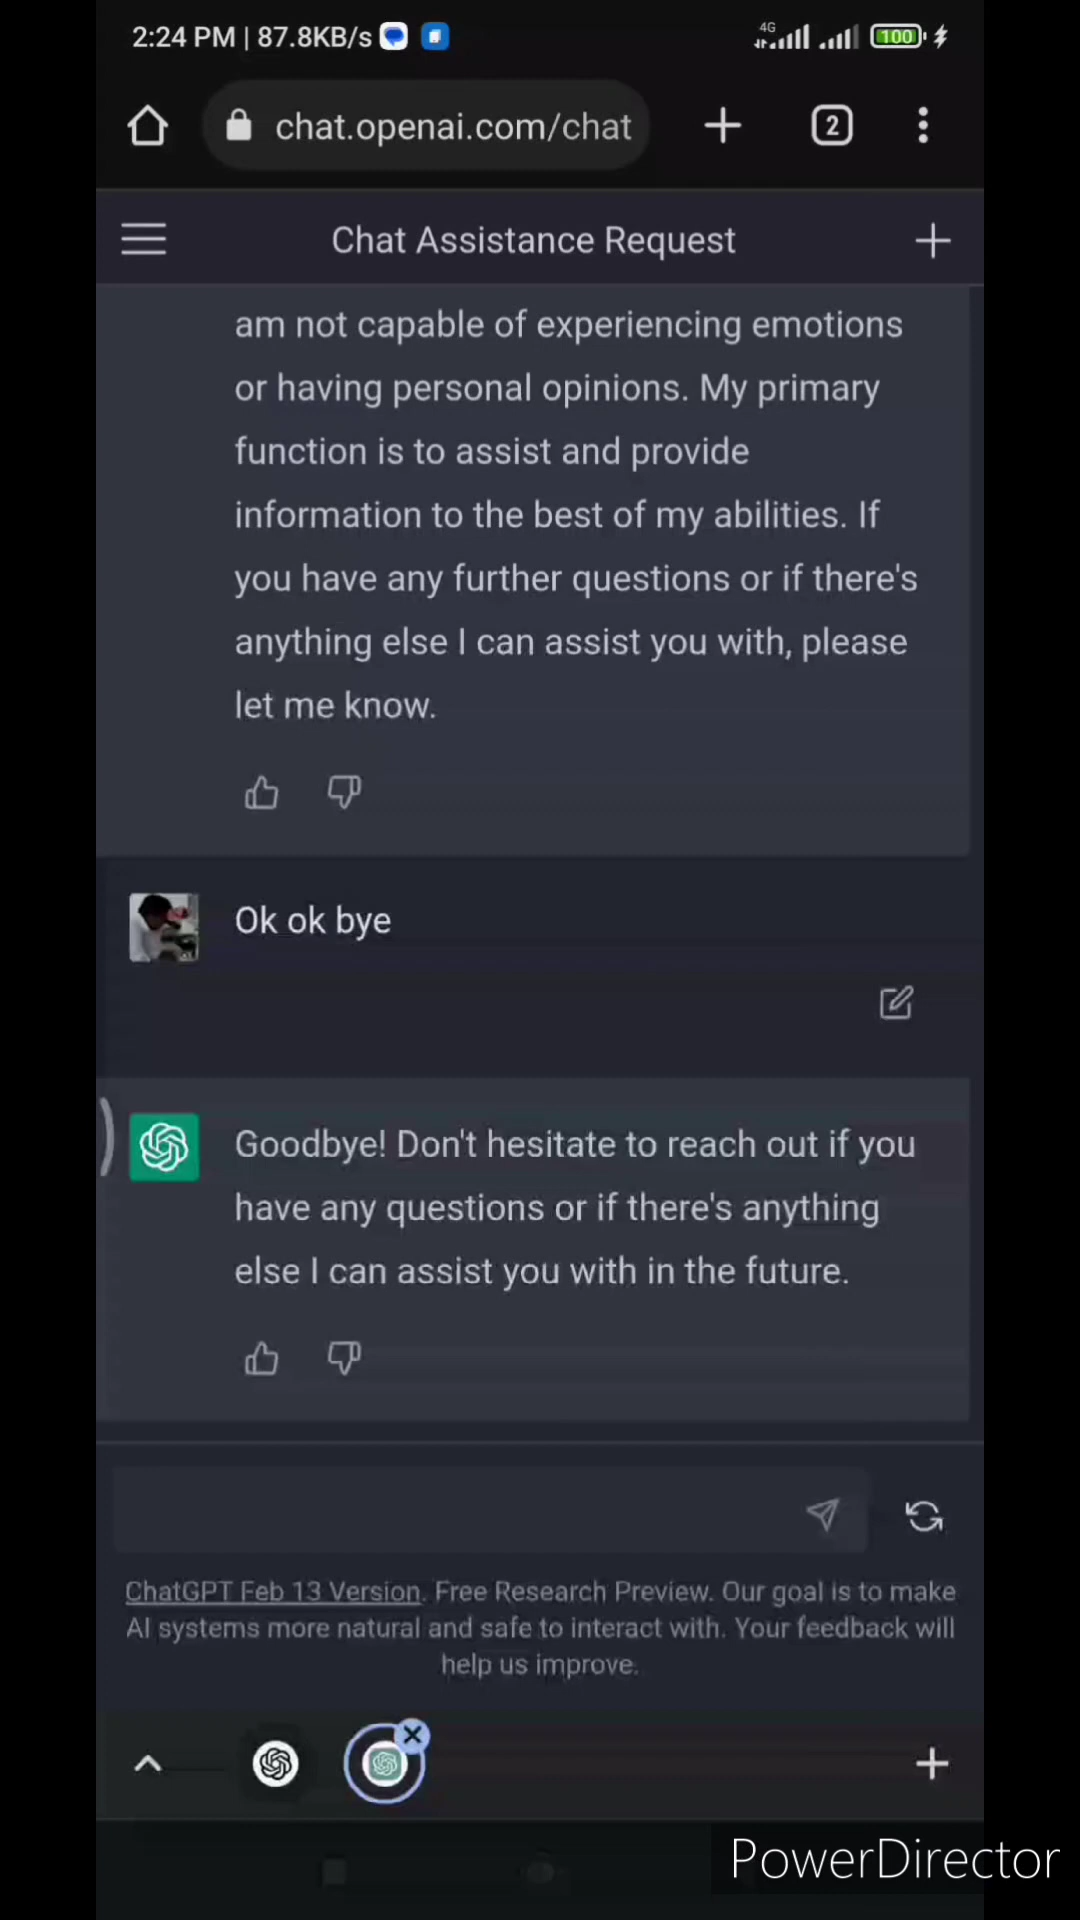 2:24 PM | 87.8KB/s
4G
100
chat.openai.com/chat
2
Chat Assistance Request
am not capable of experiencing emotions
or having personal opinions. My primary
function is to assist and provide
information to the best of my abilities. If
you have any further questions or if there's
anything else I can assist you with, please
let me know.
Ok ok bye
Goodbye! Don't hesitate to reach out if you
have any questions or if there's anything
else I can assist you with in the future.
ChatGPT Feb 13 Version. Free Research Preview. Our goal is to make
AI systems more natural and safe to interact with. Your feedback will
help us improve.
PowerDirector